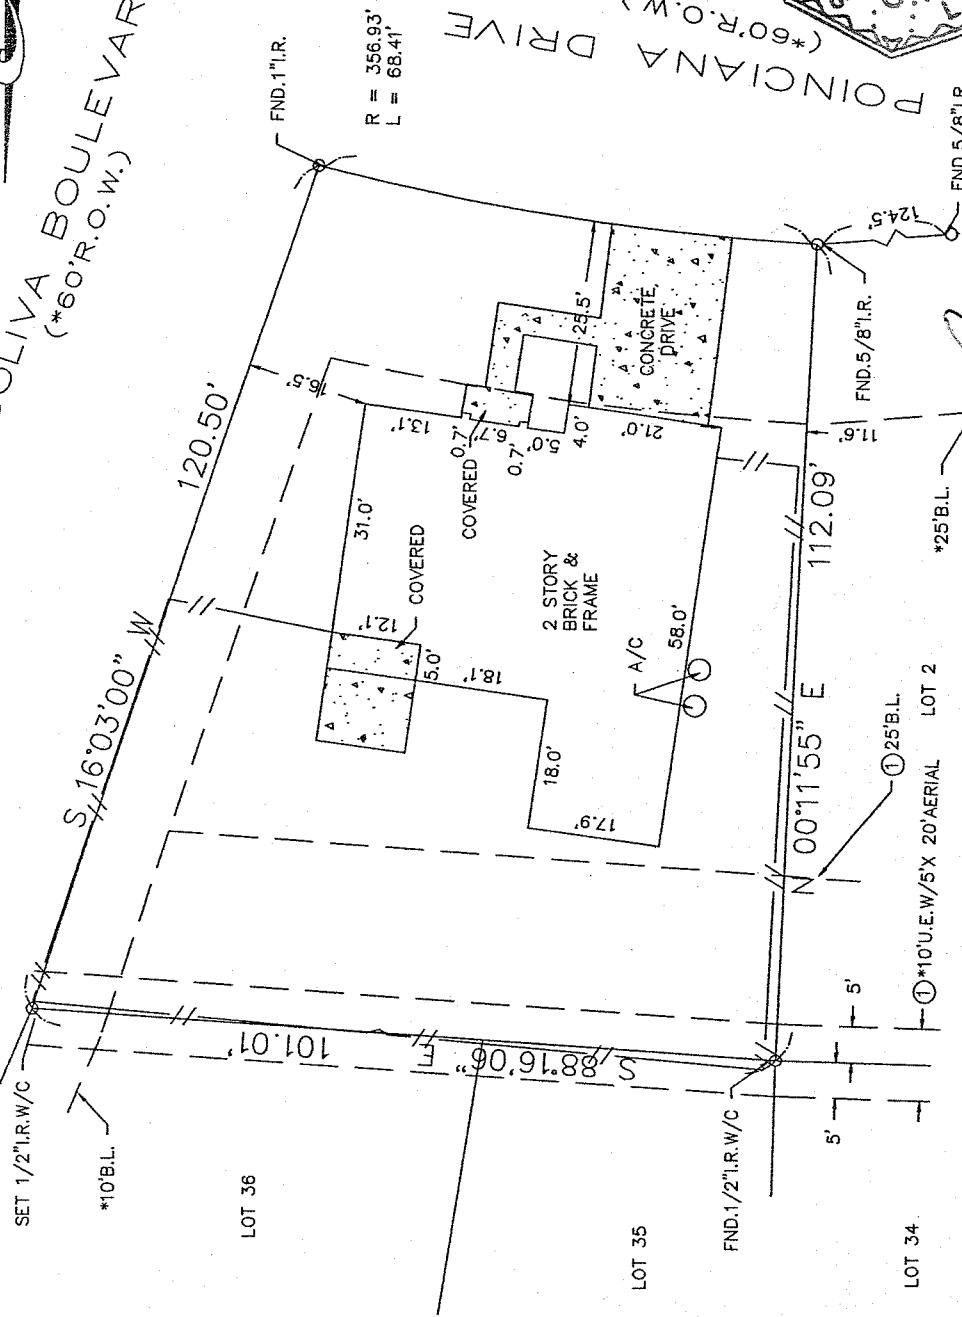 OLIVA BOULEVAR
(*60'R.O.W.)
POINCIANA DRIVE
(*60'R.O.W.)
FND.1"I.R.
R = 356.93'
L = 68.41'
120.50'
S 16°03'00" W
16.5'
13.1'
31.0'
0.7'
6.7'
0.7'
5.0'
4.0'
25.5'
CONCRETE
DRIVE
21.0'
COVERED
COVERED
12.1'
5.0'
18.1'
2 STORY
BRICK &
FRAME
A/C
58.0'
18.0'
17.9'
124.5'
FND.5/8"I.R.
FND.5/8"I.R.
11.6'
*25'B.L.
112.09'
N 00°11'55" E
① 25'B.L.
①*10'U.E.W/5'X 20'AERIAL
LOT 2
5'
5'
101.01'
S 88°16'06" E
SET 1/2"I.R.W/C
*10'B.L.
LOT 36
LOT 35
FND.1/2"I.R.W/C
LOT 34